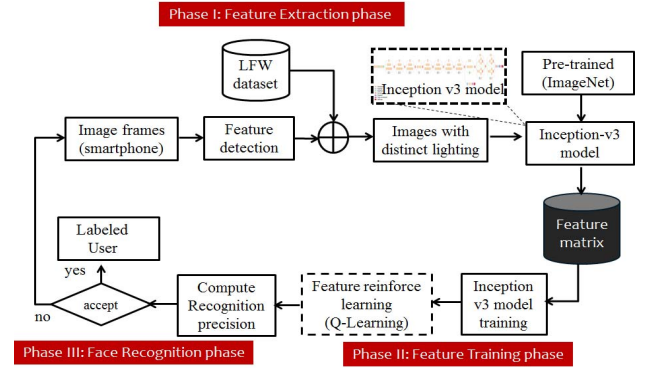 Phase I: Feature Extraction phase
LFW
dataset
Inception v3 model
Pre-trained
(ImageNet)
Image frames
(smartphone)
Feature
detection
Images with
distinct lighting
Inception-v3
model
Feature
matrix
Labeled
User
yes
no
accept
Compute
Recognition
precision
Feature reinforce
learning
(Q-Learning)
Inception
v3 model
training
Phase III: Face Recognition phase
Phase II: Feature Training phase